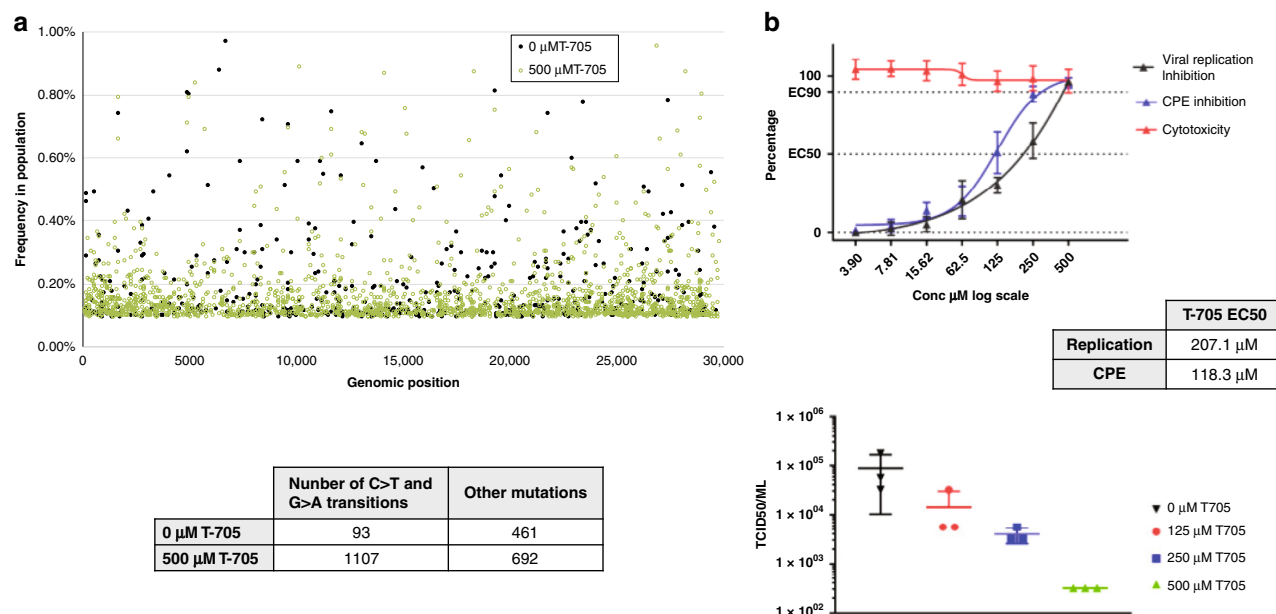 a
Frequency in population
1.00%
0.80%
0.60%
0.40%
0.20%
0.00%
0 μMT-705
500 μMT-705
0
5000
10,000
15,000
20,000
25,000
30,000
Genomic position
Nunber of C>T and G>A transitions
Other mutations
0 μM T-705
93
461
500 μM T-705
1107
692
b
Percentage
100
EC90
EC50
0
3.90
7.81
15.62
62.5
125
250
500
Conc μM log scale
Viral replication
Inhibition
CPE inhibition
Cytotoxicity
T-705 EC50
Replication
207.1 μM
CPE
118.3 μM
TCID50/ML
1 × 10⁰⁶
1 × 10⁰⁵
1 × 10⁰⁴
1 × 10⁰³
1 × 10⁰²
0 μM T705
125 μM T705
250 μM T705
500 μM T705